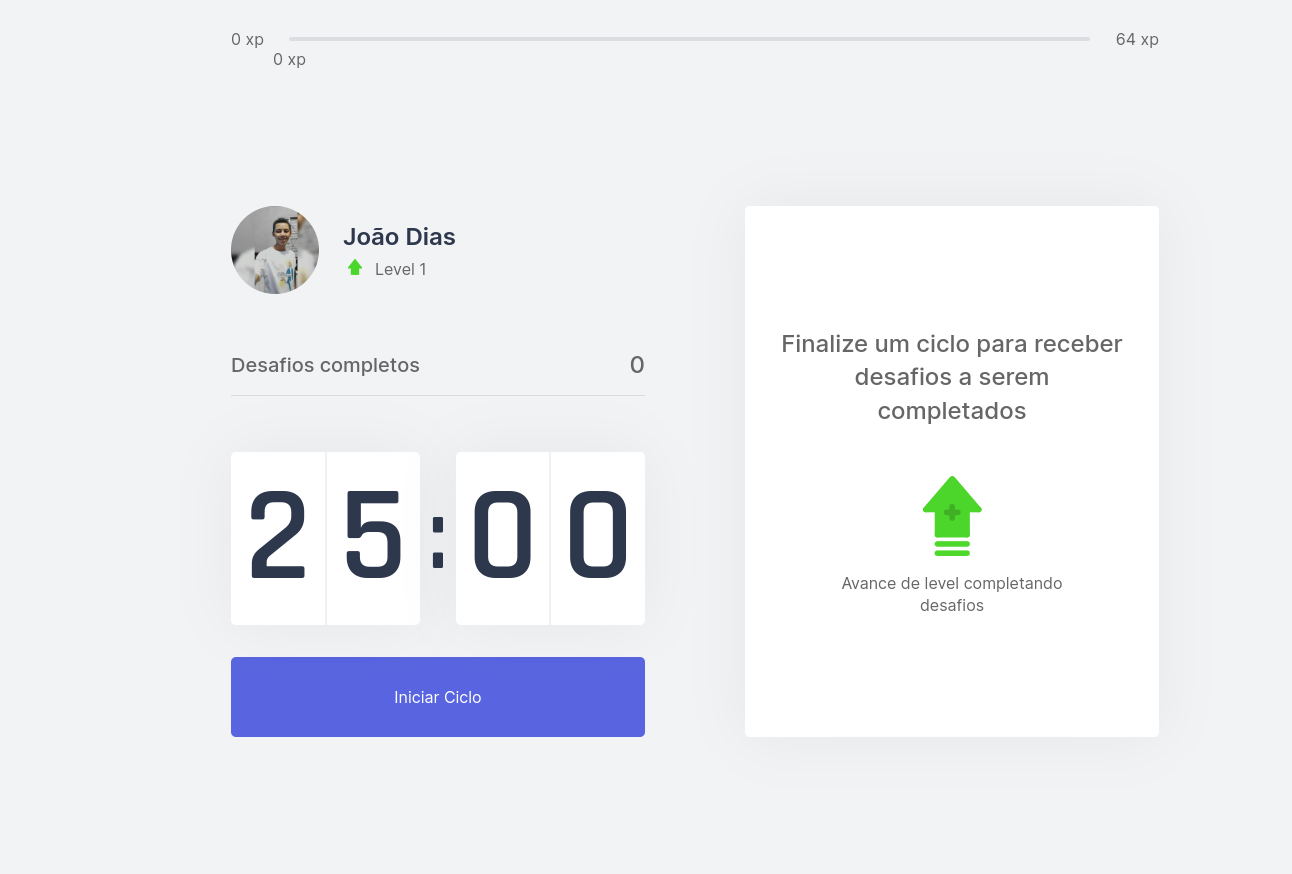 0 xp
64 xp
0 xp
João Dias
Level 1
Desafios completos
0
25:00
Iniciar Ciclo
Finalize um ciclo para receber
desafios a serem
completados
Avance de level completando
desafios